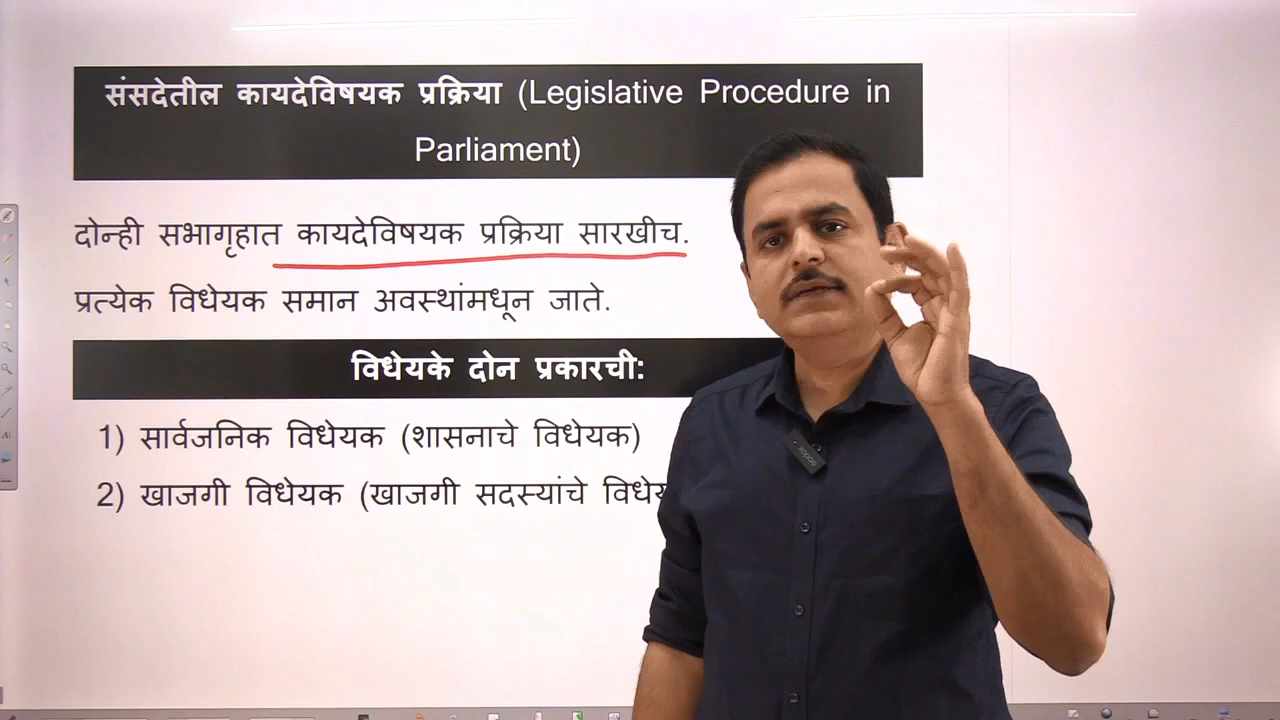 संसदेतील कायदेविषयक प्रक्रिया (Legislative Procedure in
Parliament)
दोन्ही सभागृहात कायदेविषयक प्रक्रिया सारखीच.
प्रत्येक विधेयक समान अवस्थांमधून जाते.
विधेयके दोन प्रकारची:
1) सार्वजनिक विधेयक (शासनाचे विधेयक)
2) खाजगी विधेयक (खाजगी सदस्यांचे